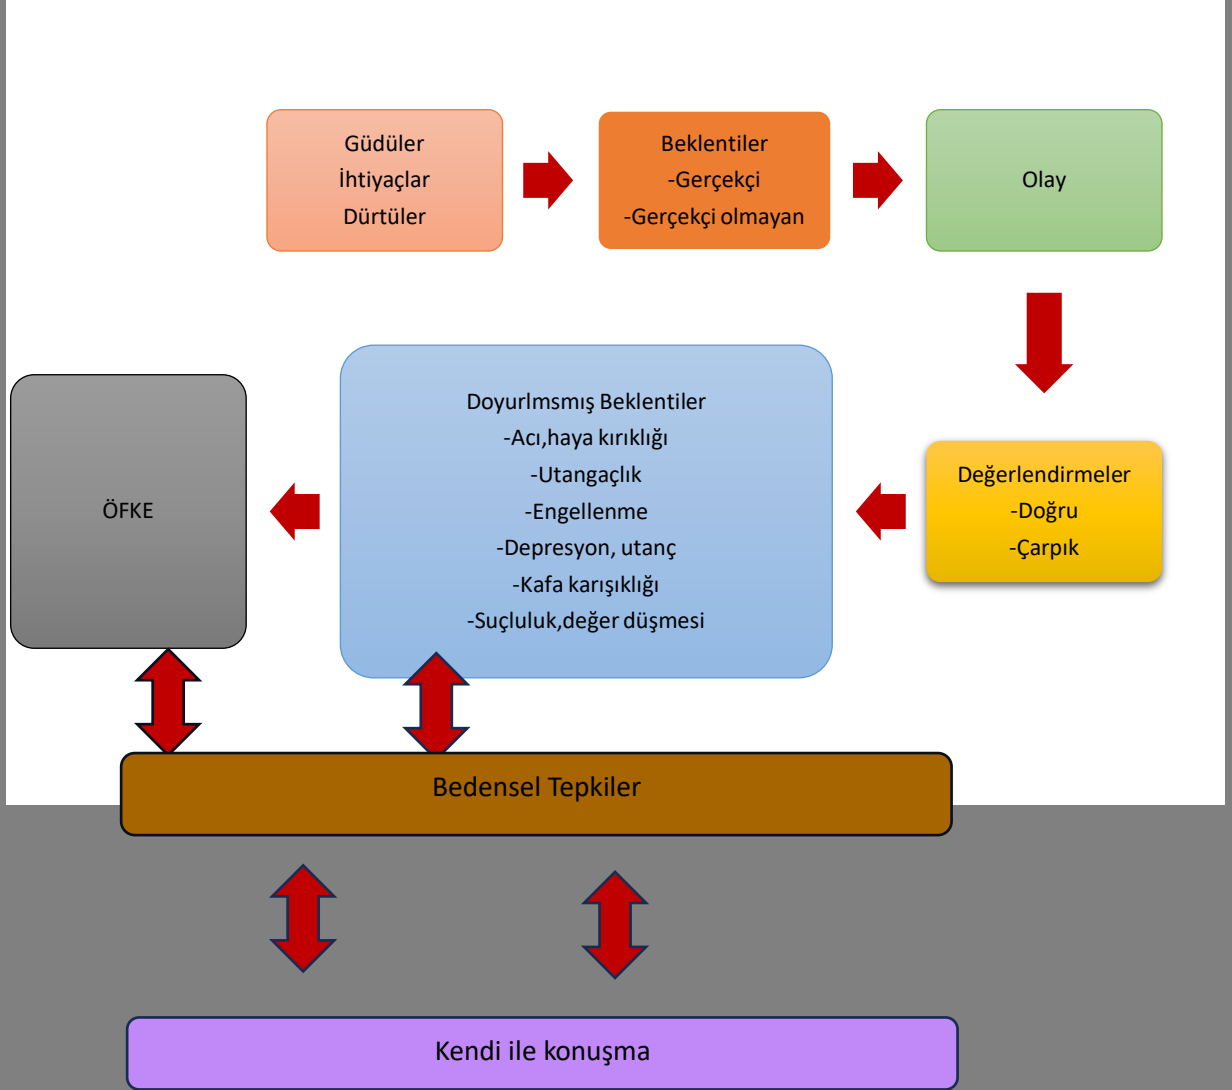 Güdüler
İhtiyaçlar
Dürtüler
Beklentiler
-Gerçekçi
-Gerçekçi olmayan
Olay
Değerlendirmeler
-Doğru
-Çarpık
Doyurlmsmış Beklentiler
-Acı,haya kırıklığı
-Utangaçlık
-Engellenme
-Depresyon, utanç
-Kafa karışıklığı
-Suçluluk,değer düşmesi
ÖFKE
Bedensel Tepkiler
Kendi ile konuşma